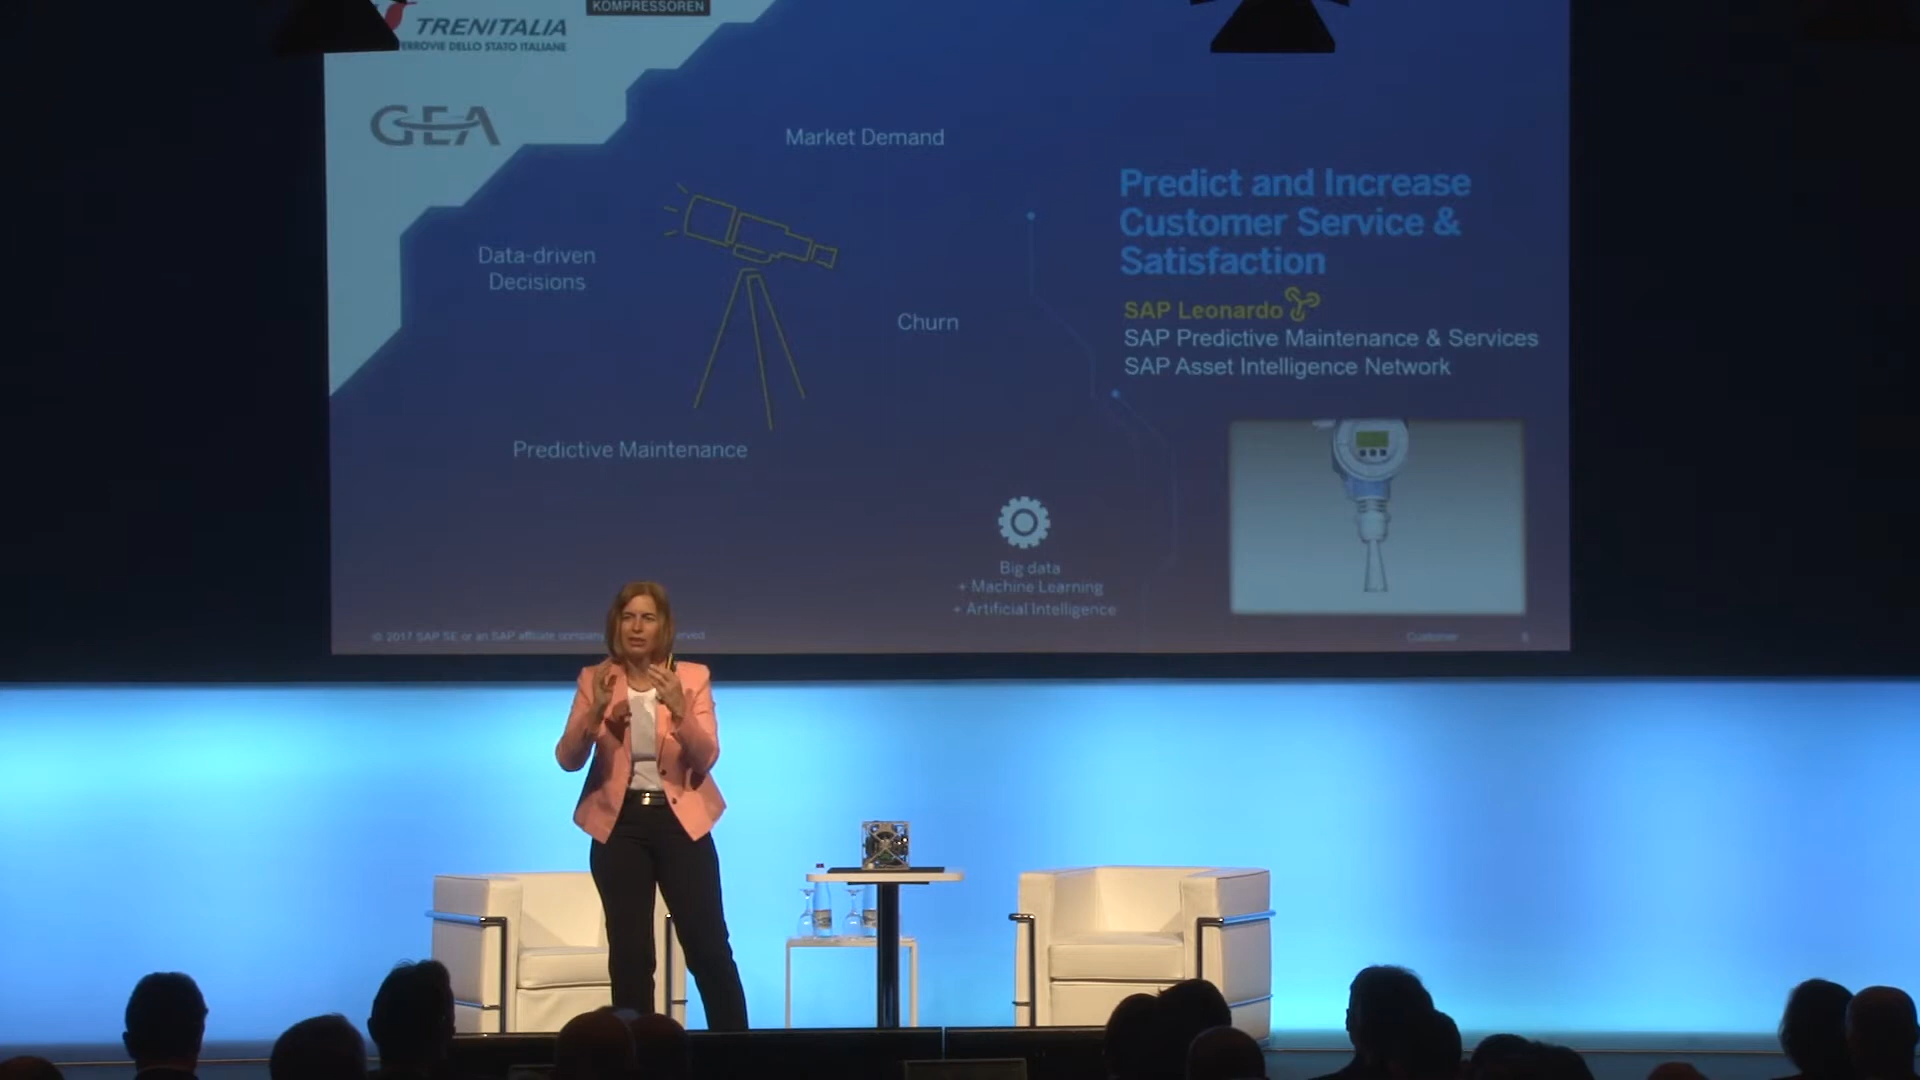 KOMPRESSOREN
TRENITALIA
FERROVIE DELLO STATO ITALIANE
GEA
Market Demand
Data-driven
Decisions
Churn
Predictive Maintenance
Predict and Increase
Customer Service &
Satisfaction
SAP Leonardo
SAP Predictive Maintenance & Services
SAP Asset Intelligence Network
Big data
+ Machine Learning
+ Artificial Intelligence
© 2017 SAP SE or an SAP affiliate company
Customer